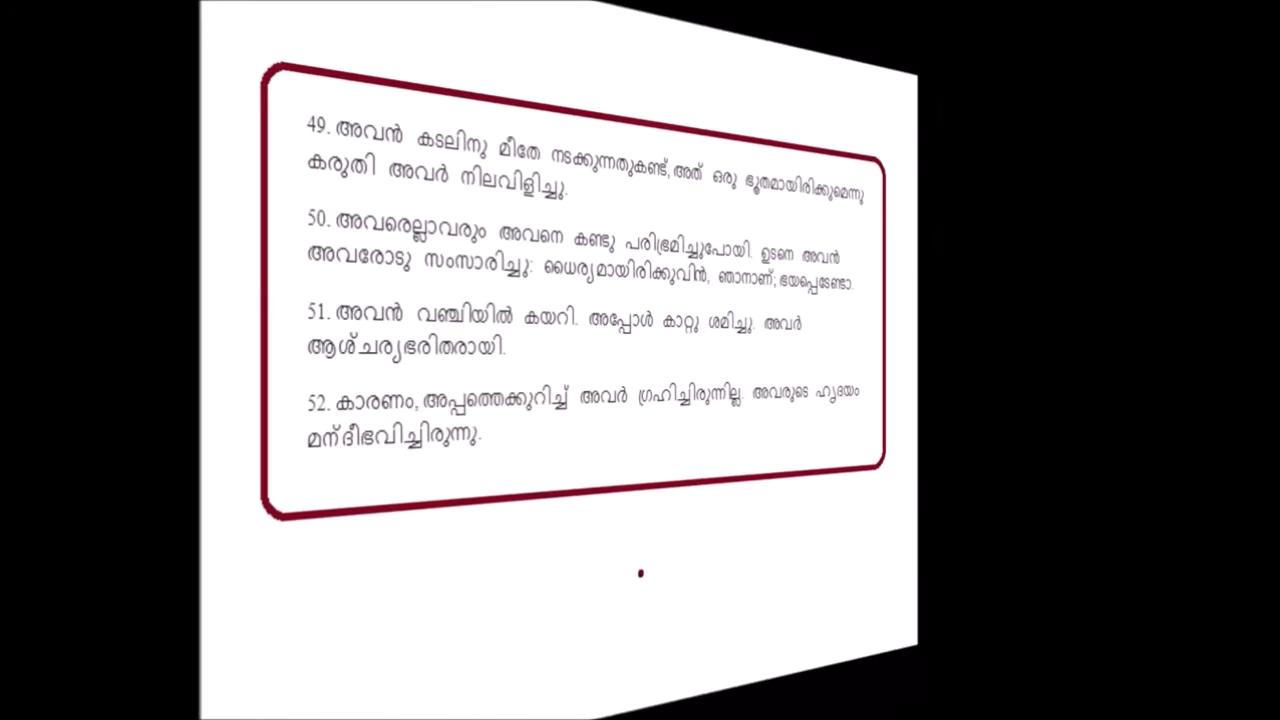 49. അവൻ കടലിനു മീതേ നടക്കുന്നതുകണ്ട്, അത് ഒരു ഭൂതമായിരിക്കുമെന്നു
കരുതി അവർ നിലവിളിച്ചു.
50. അവരെല്ലാവരും അവനെ കണ്ടു പരിഭ്രമിച്ചുപോയി. ഉടനെ അവൻ
അവരോടു സംസാരിച്ചു: ധൈര്യമായിരിക്കുവിൻ, ഞാനാണ്; ഭയപ്പെടേണ്ടാ.
51. അവൻ വഞ്ചിയിൽ കയറി. അപ്പോൾ കാറ്റു ശമിച്ചു. അവർ
ആശ്ചര്യഭരിതരായി.
52. കാരണം, അപ്പത്തെക്കുറിച്ച് അവർ ഗ്രഹിച്ചിരുന്നില്ല. അവരുടെ ഹൃദയം
മന്ദീഭവിച്ചിരുന്നു.